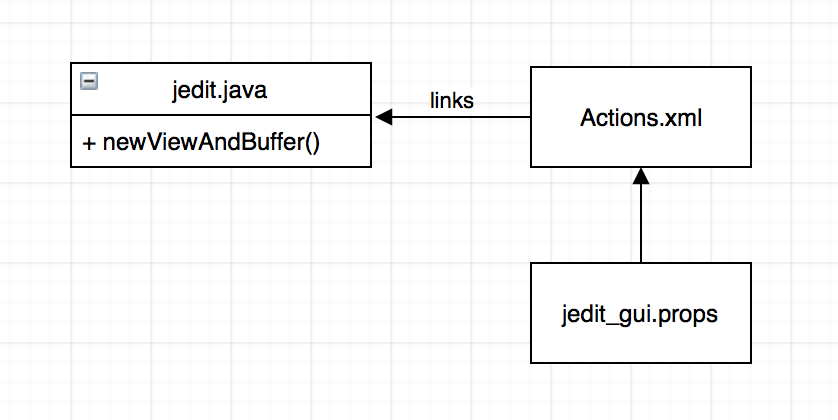 jedit.java
+ newViewAndBuffer()
links
Actions.xml
jedit_gui.props